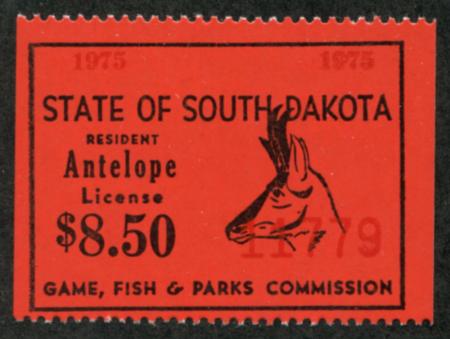 1975 1975
STATE OF SOUTH DAKOTA
RESIDENT
Antelope
License
$8.50
11779
GAME, FISH & PARKS COMMISSION